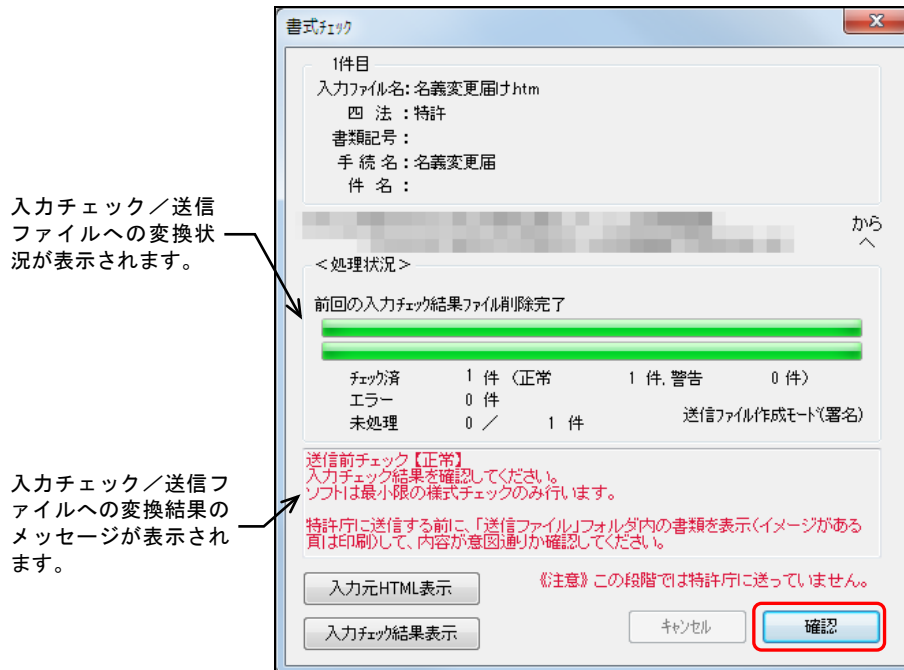 書式ﾁｪｯｸ
1件目
入力ﾌｧｲﾙ名：名義変更届けhtm
四 法：特許
書類記号：
手 続 名：名義変更届
件 名：
から
へ
＜処理状況＞
前回の入力ﾁｪｯｸ結果ﾌｧｲﾙ削除完了
ﾁｪｯｸ済 1 件 （正常 1 件, 警告 0 件）
エラー 0 件
未処理 0 ／ 1 件
送信ﾌｧｲﾙ作成ﾓｰﾄﾞ（署名）
送信前チェック【正常】
入力チェック結果を確認してください。
ソフトは最小限の様式チェックのみ行います。
特許庁に送信する前に、「送信ファイル」フォルダ内の書類を表示（イメージがある
頁は印刷）して、内容が意図通りか確認してください。
入力元HTML表示
《注意》この段階では特許庁に送っていません。
入力ﾁｪｯｸ結果表示
ｷｬﾝｾﾙ
確認
入力チェック／送信
ファイルへの変換状
況が表示されます。
入力チェック／送信フ
ァイルへの変換結果の
メッセージが表示され
ます。